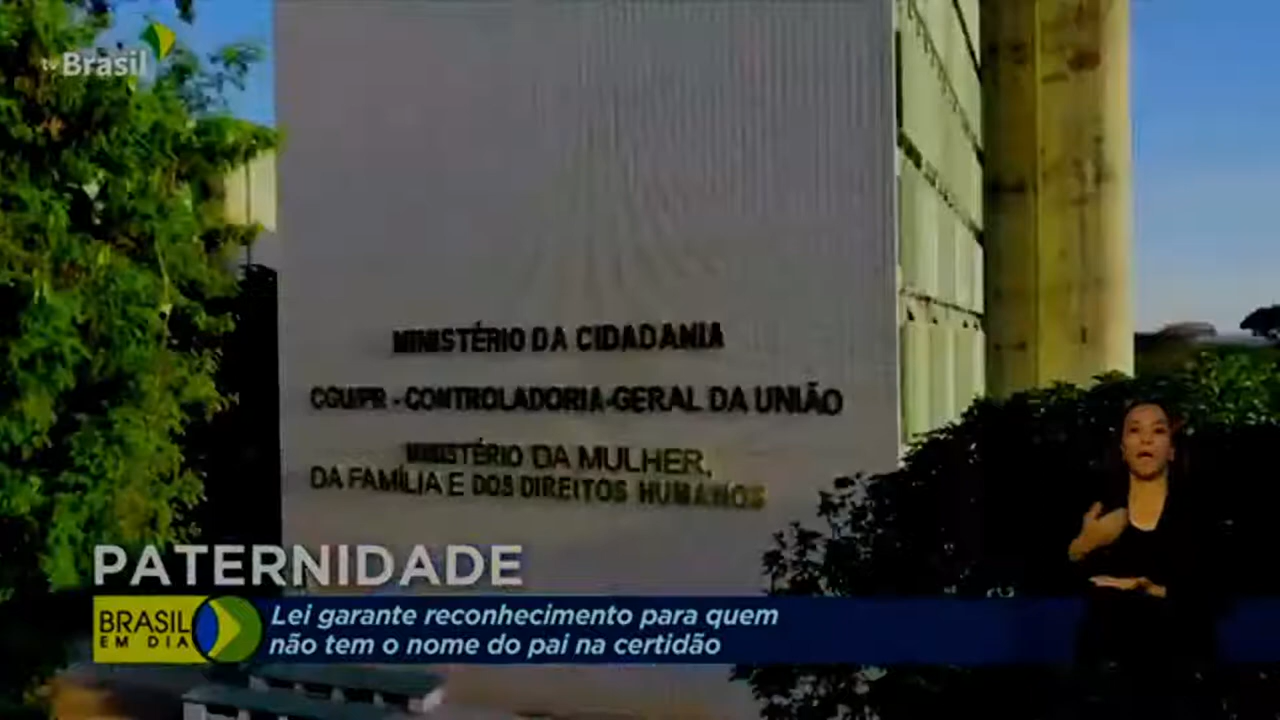 tv Brasil
MINISTÉRIO DA CIDADANIA
CGU/PR - CONTROLADORIA-GERAL DA UNIÃO
MINISTÉRIO DA MULHER,
DA FAMÍLIA E DOS DIREITOS HUMANOS
PATERNIDADE
BRASIL
EM DIA
Lei garante reconhecimento para quem
não tem o nome do pai na certidão